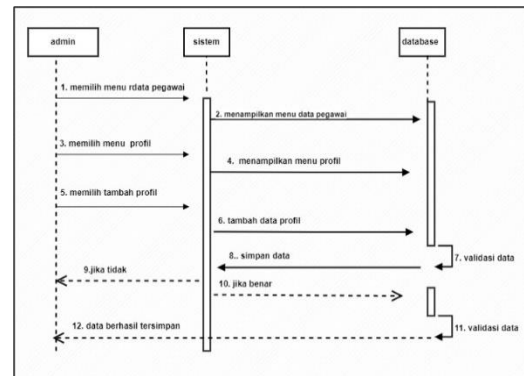 admin
sistem
database
1. memilih menu rdata pegawai
2. menampilkan menu data pegawai
3. memilih menu profil
4. menampilkan menu profil
5. memilih tambah profil
6. tambah data profil
7. validasi data
8.. simpan data
9.jika tidak
10. jika benar
11. validasi data
12. data berhasil tersimpan